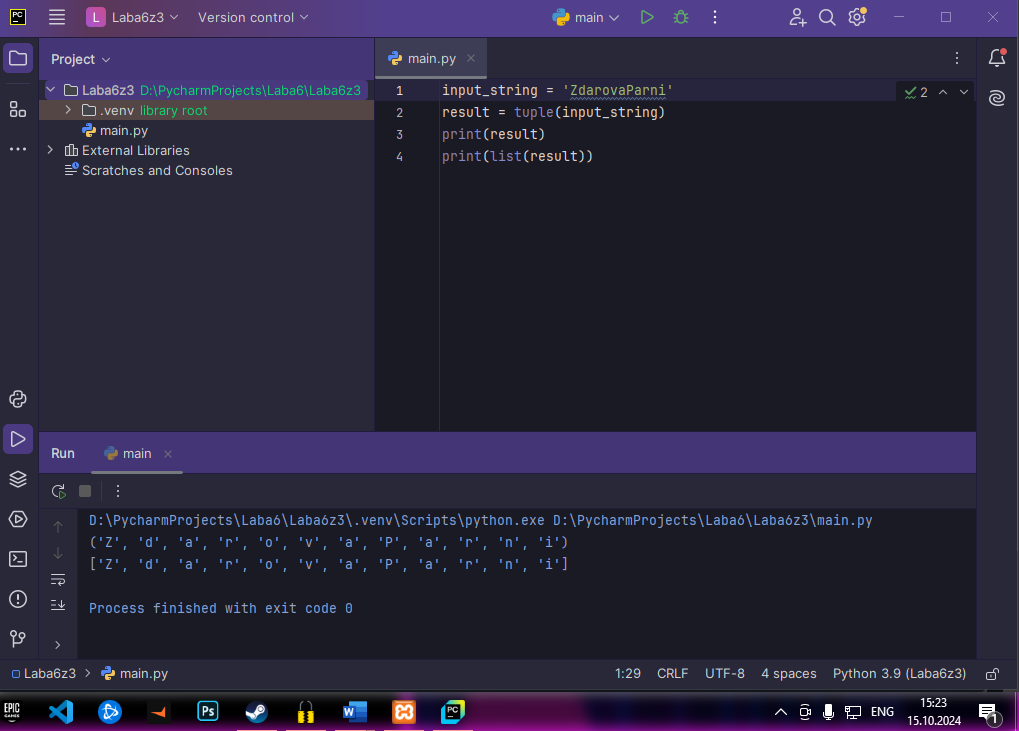 PC L Laba6z3 Version control main
Project main.py
Laba6z3 D:\PycharmProjects\Laba6\Laba6z3
.venv library root
main.py
External Libraries
Scratches and Consoles
1 input_string = 'ZdarovaParni' 2
2 result = tuple(input_string)
3 print(result)
4 print(list(result))
Run main
D:\PycharmProjects\Laba6\Laba6z3\.venv\Scripts\python.exe D:\PycharmProjects\Laba6\Laba6z3\main.py
('Z', 'd', 'a', 'r', 'o', 'v', 'a', 'P', 'a', 'r', 'n', 'i')
['Z', 'd', 'a', 'r', 'o', 'v', 'a', 'P', 'a', 'r', 'n', 'i']
Process finished with exit code 0
Laba6z3 main.py 1:29 CRLF UTF-8 4 spaces Python 3.9 (Laba6z3)
EPIC GAMES Ps W PC ENG 15:23
15.10.2024 1